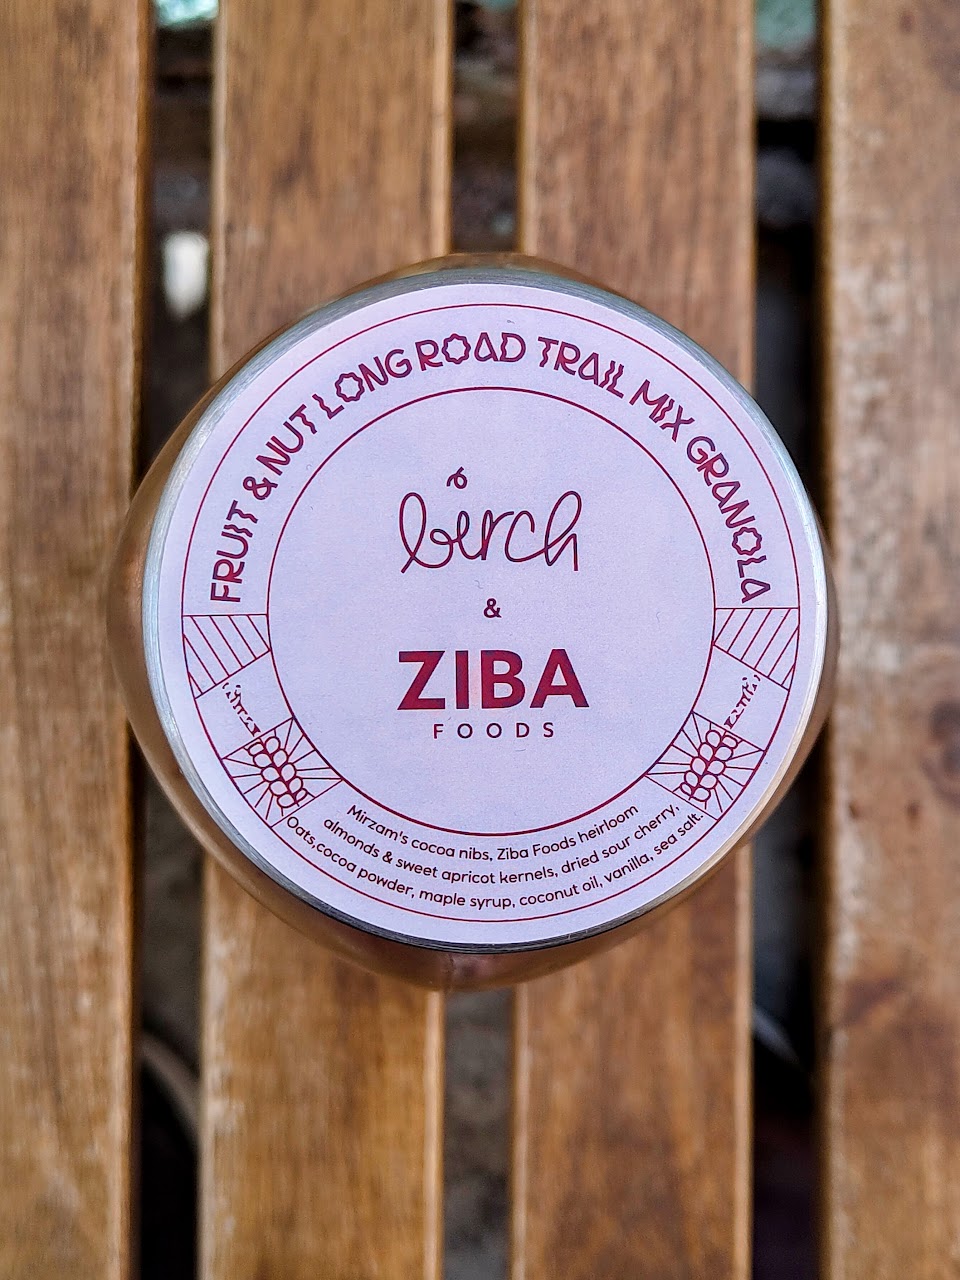 FRUIT & NUT LONG ROAD TRAIL MIX GRANOLA
birch
&
ZIBA
FOODS
Mirzam's cocoa nibs, Ziba Foods heirloom
almonds & sweet apricot kernels, dried sour cherry,
Oats,cocoa powder, maple syrup, coconut oil, vanilla, sea salt.